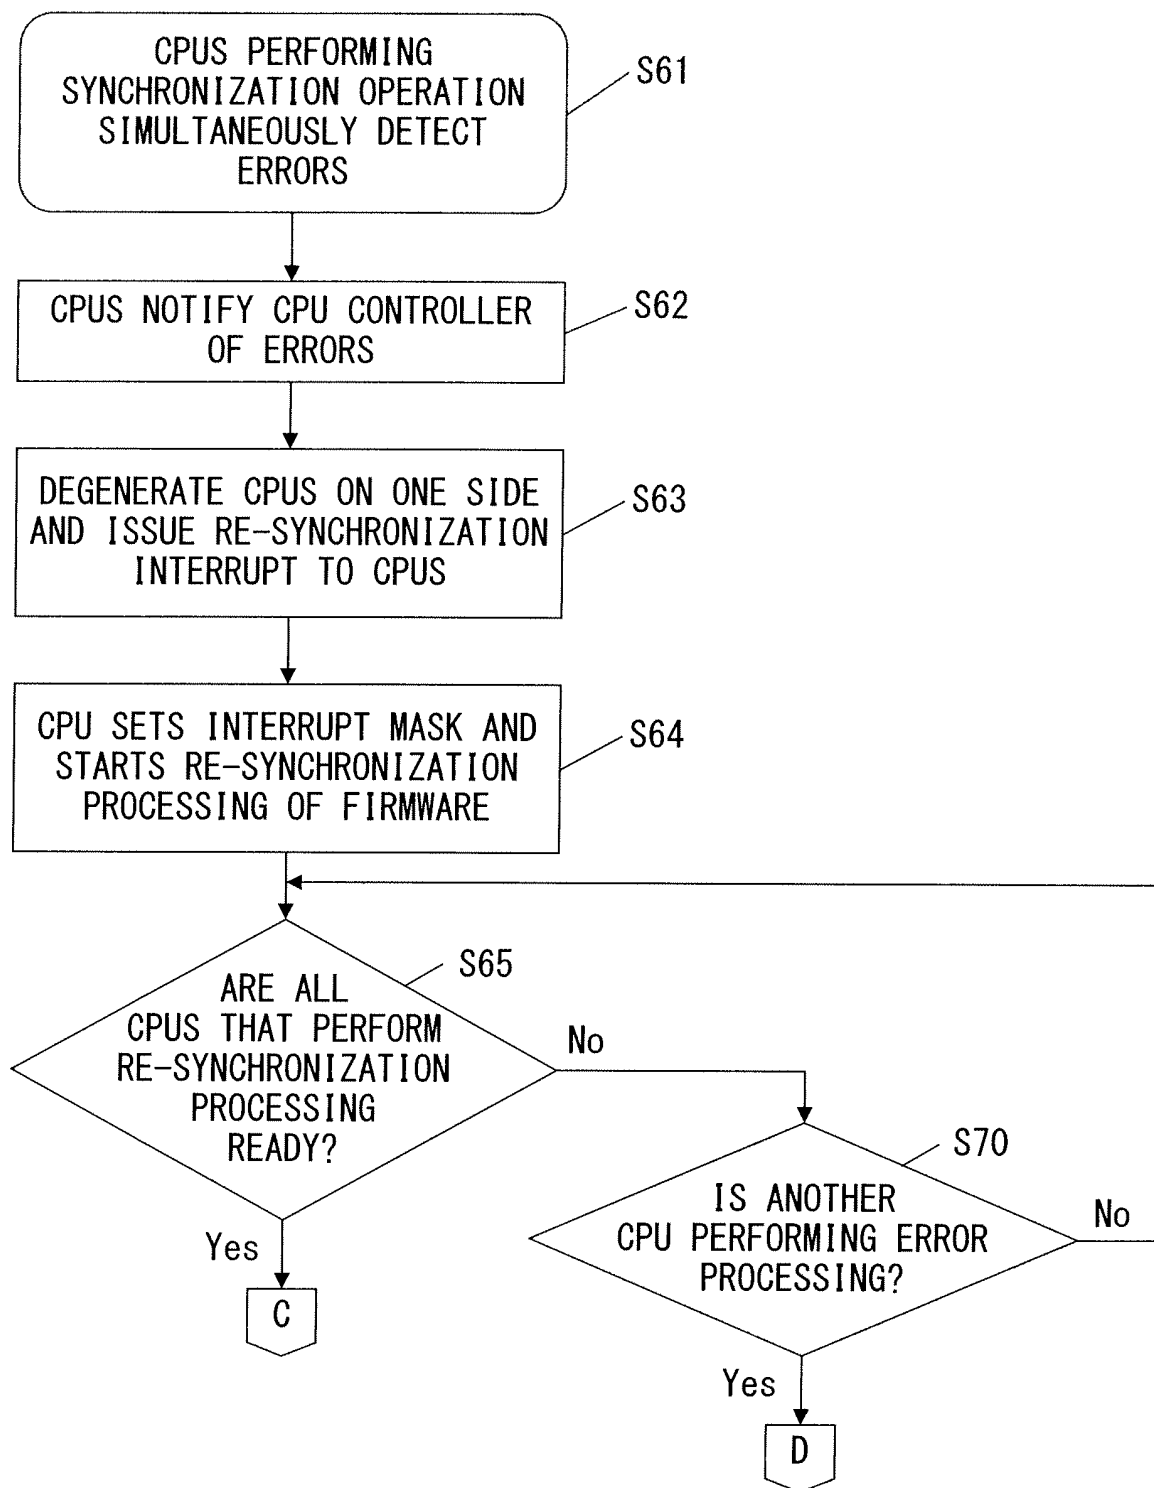 CPUS PERFORMING
SYNCHRONIZATION OPERATION
SIMULTANEOUSLY DETECT
ERRORS
S61
CPUS NOTIFY CPU CONTROLLER
OF ERRORS
S62
DEGENERATE CPUS ON ONE SIDE
AND ISSUE RE-SYNCHRONIZATION
INTERRUPT TO CPUS
S63
CPU SETS INTERRUPT MASK AND
STARTS RE-SYNCHRONIZATION
PROCESSING OF FIRMWARE
S64
ARE ALL
CPUS THAT PERFORM
RE-SYNCHRONIZATION
PROCESSING
READY?
S65
No
Yes
C
IS ANOTHER
CPU PERFORMING ERROR
PROCESSING?
S70
No
Yes
D